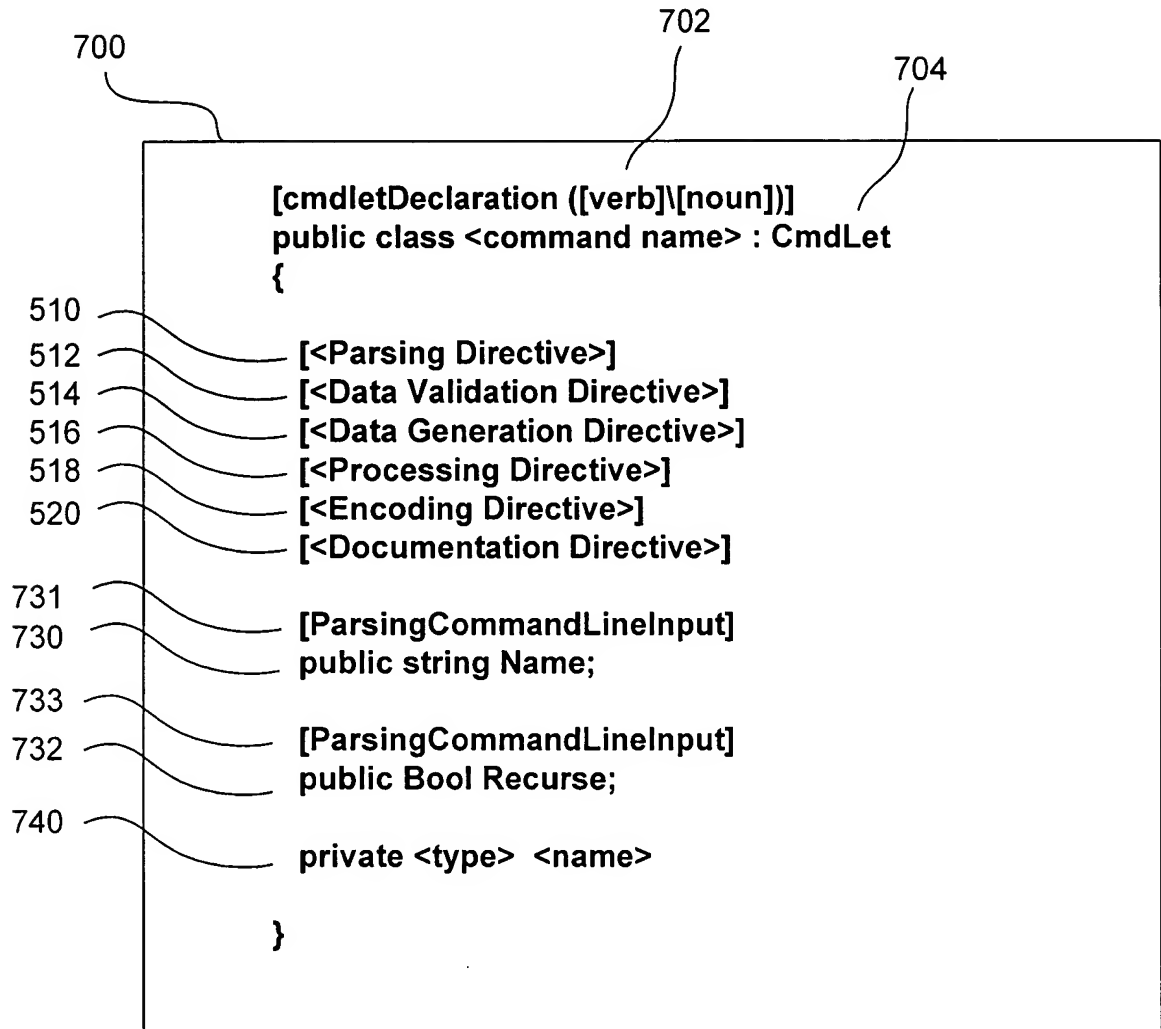 702
700
704
[cmdletDeclaration ([verb]\[noun])]
public class <command name> : CmdLet
{
510
[<Parsing Directive>]
512
[<Data Validation Directive>]
514
[<Data Generation Directive>]
516
[<Processing Directive>]
518
[<Encoding Directive>]
520
[<Documentation Directive>]
731
[ParsingCommandLineInput]
730
public string Name;
733
[ParsingCommandLineInput]
732
public Bool Recurse;
740
private <type> <name>
}